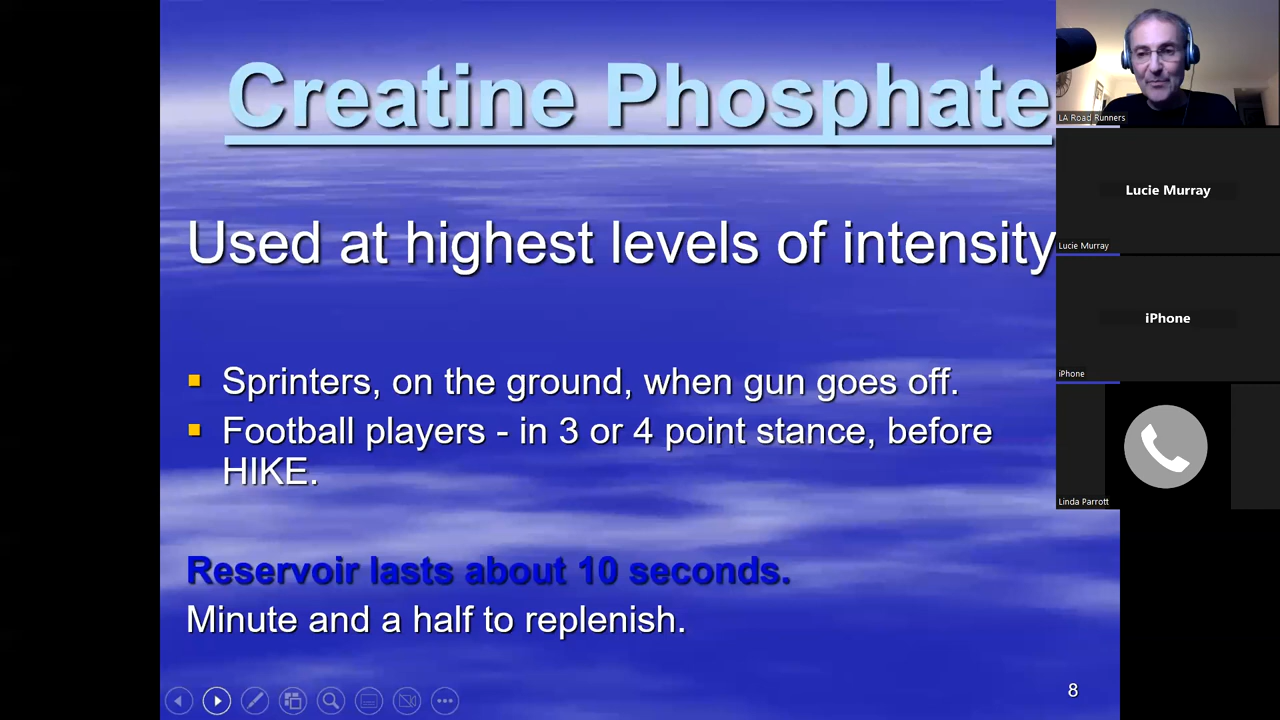 Creatine Phosphate
Used at highest levels of intensity
Sprinters, on the ground, when gun goes off.
Football players - in 3 or 4 point stance, before
HIKE.
Reservoir lasts about 10 seconds.
Minute and a half to replenish.
8
LA Road Runners
Lucie Murray
Lucie Murray
iPhone
iPhone
Linda Parrott